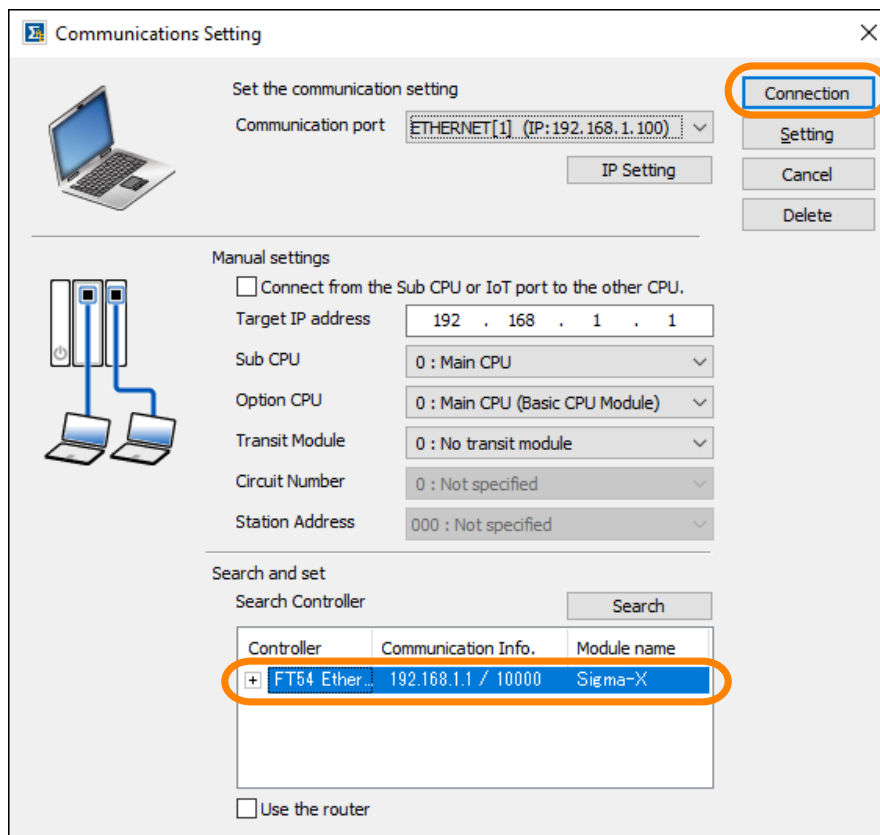 Communications Setting
Set the communication setting
Connection
Communication port ETHERNET[1] (IP:192.168.1.100)
Setting
IP Setting
Cancel
Delete
Manual settings
Connect from the Sub CPU or IoT port to the other CPU.
Target IP address 192 . 168 . 1 . 1
Sub CPU 0 : Main CPU
Option CPU 0 : Main CPU (Basic CPU Module)
Transit Module 0 : No transit module
Circuit Number 0 : Not specified
Station Address 000 : Not specified
Search and set
Search Controller Search
Controller Communication Info. Module name
FT54 Ether... 192.168.1.1 / 10000 Sigma-X
Use the router